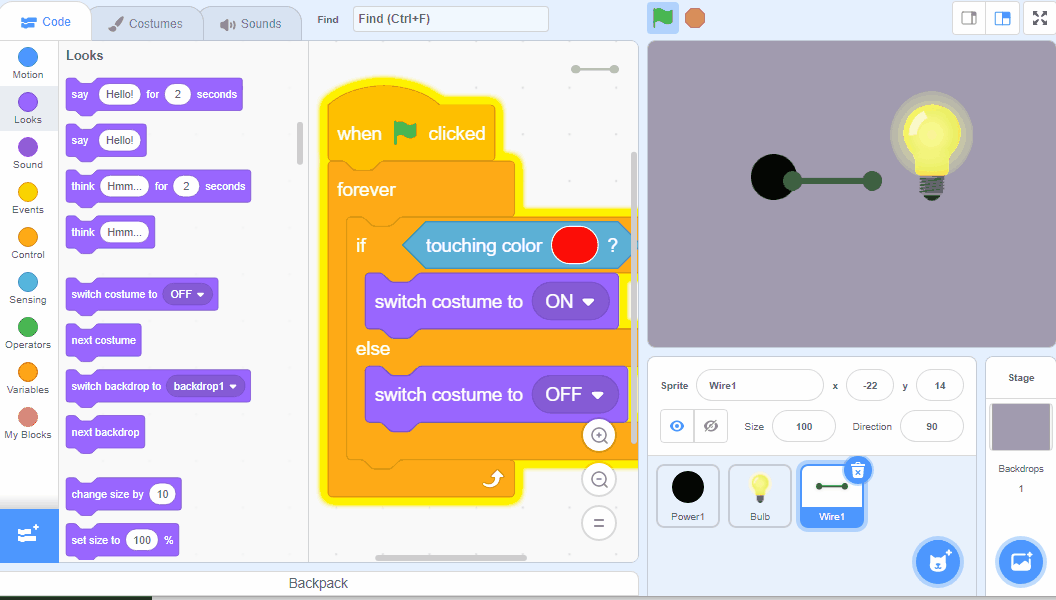 Code
Costumes
Sounds
Find
Find (Ctrl+F)
Motion
Looks
Sound
Events
Control
Sensing
Operators
Variables
My Blocks
Looks
say Hello! for 2 seconds
say Hello!
think Hmm... for 2 seconds
think Hmm...
switch costume to OFF
next costume
switch backdrop to backdrop1
next backdrop
change size by 10
set size to 100 %
when clicked
forever
if touching color ?
switch costume to ON
else
switch costume to OFF
Backpack
Sprite Wire1 x -22 y 14
Size 100 Direction 90
Power1
Bulb
Wire1
Stage
Backdrops
1